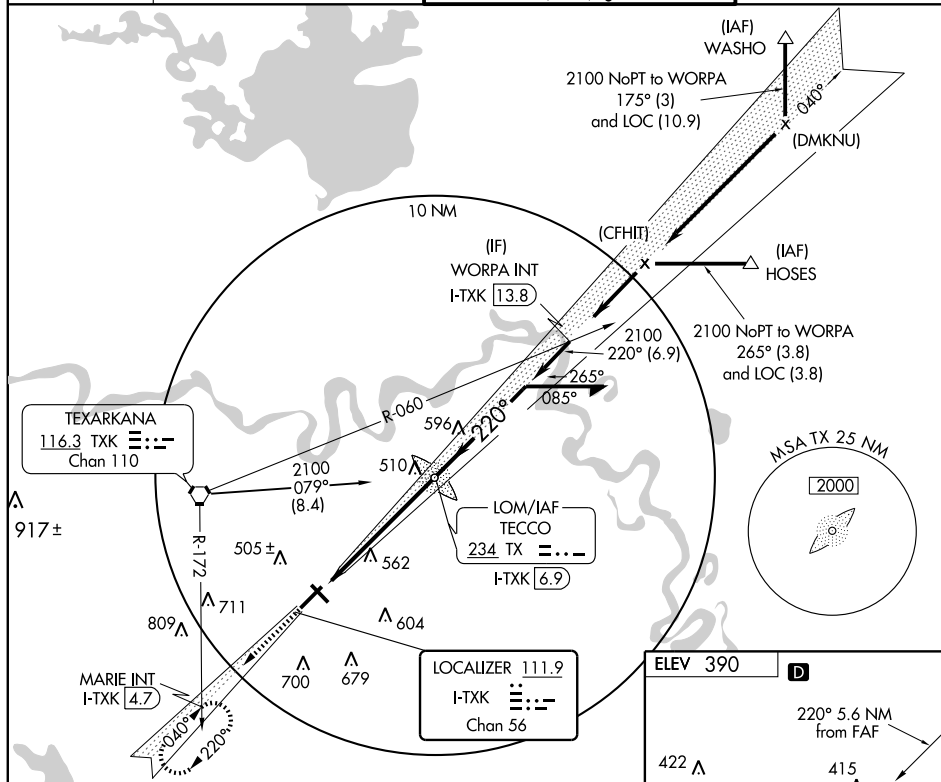 (IAF)
WASHO
2100 NoPT to WORPA
175° (3)
and LOC (10.9)
040°
(DMKNU)
10 NM
(CFHIT)
(IAF)
HOSES
(IF)
WORPA INT
I-TXK 13.8
2100
220° (6.9)
2100 NoPT to WORPA
265° (3.8)
and LOC (3.8)
265°
085°
R-060
220°
596
TEXARKANA
116.3 TXK
Chan 110
2100
079°
(8.4)
510
MSA TX 25 NM
2000
LOM/IAF
TECCO
234 TX
I-TXK 6.9
917 ±
R-172
505 ±
562
711
809
604
700
679
MARIE INT
I-TXK 4.7
040°
220°
LOCALIZER 111.9
I-TXK
Chan 56
ELEV 390
D
220° 5.6 NM
from FAF
422
415